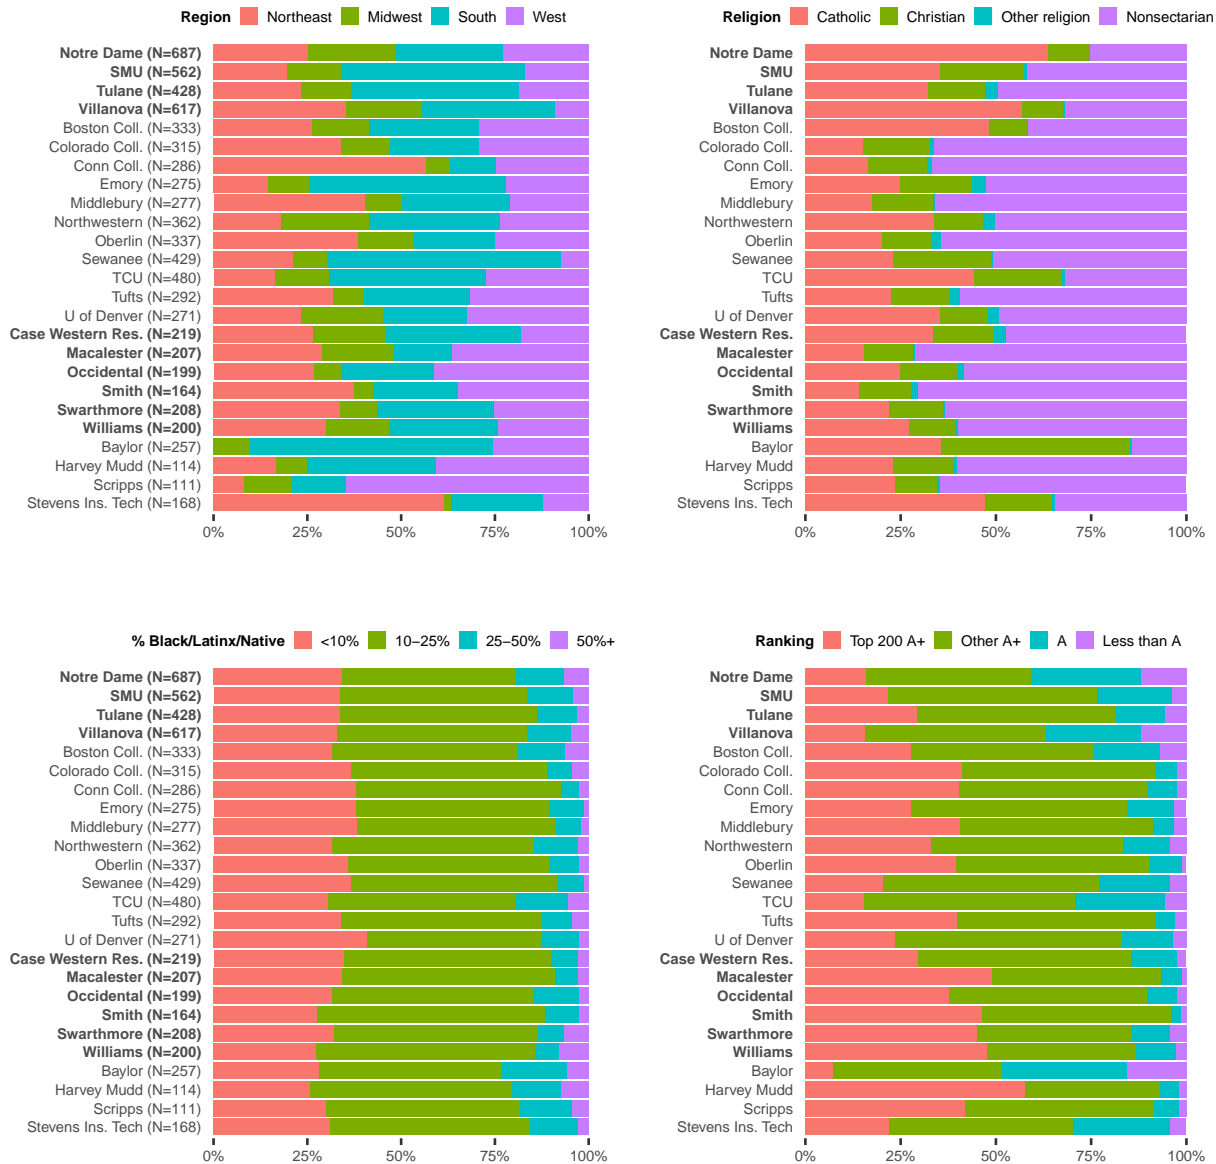 Region Northeast Midwest South West
Notre Dame (N=687)
SMU (N=562)
Tulane (N=428)
Villanova (N=617)
Boston Coll. (N=333)
Colorado Coll. (N=315)
Conn Coll. (N=286)
Emory (N=275)
Middlebury (N=277)
Northwestern (N=362)
Oberlin (N=337)
Sewanee (N=429)
TCU (N=480)
Tufts (N=292)
U of Denver (N=271)
Case Western Res. (N=219)
Macalester (N=207)
Occidental (N=199)
Smith (N=164)
Swarthmore (N=208)
Williams (N=200)
Baylor (N=257)
Harvey Mudd (N=114)
Scripps (N=111)
Stevens Ins. Tech (N=168)
0% 25% 50% 75% 100%
Religion Catholic Christian Other religion Nonsectarian
Notre Dame
SMU
Tulane
Villanova
Boston Coll.
Colorado Coll.
Conn Coll.
Emory
Middlebury
Northwestern
Oberlin
Sewanee
TCU
Tufts
U of Denver
Case Western Res.
Macalester
Occidental
Smith
Swarthmore
Williams
Baylor
Harvey Mudd
Scripps
Stevens Ins. Tech
0% 25% 50% 75% 100%
% Black/Latinx/Native <10% 10−25% 25−50% 50%+
Notre Dame (N=687)
SMU (N=562)
Tulane (N=428)
Villanova (N=617)
Boston Coll. (N=333)
Colorado Coll. (N=315)
Conn Coll. (N=286)
Emory (N=275)
Middlebury (N=277)
Northwestern (N=362)
Oberlin (N=337)
Sewanee (N=429)
TCU (N=480)
Tufts (N=292)
U of Denver (N=271)
Case Western Res. (N=219)
Macalester (N=207)
Occidental (N=199)
Smith (N=164)
Swarthmore (N=208)
Williams (N=200)
Baylor (N=257)
Harvey Mudd (N=114)
Scripps (N=111)
Stevens Ins. Tech (N=168)
0% 25% 50% 75% 100%
Ranking Top 200 A+ Other A+ A Less than A
Notre Dame
SMU
Tulane
Villanova
Boston Coll.
Colorado Coll.
Conn Coll.
Emory
Middlebury
Northwestern
Oberlin
Sewanee
TCU
Tufts
U of Denver
Case Western Res.
Macalester
Occidental
Smith
Swarthmore
Williams
Baylor
Harvey Mudd
Scripps
Stevens Ins. Tech
0% 25% 50% 75% 100%